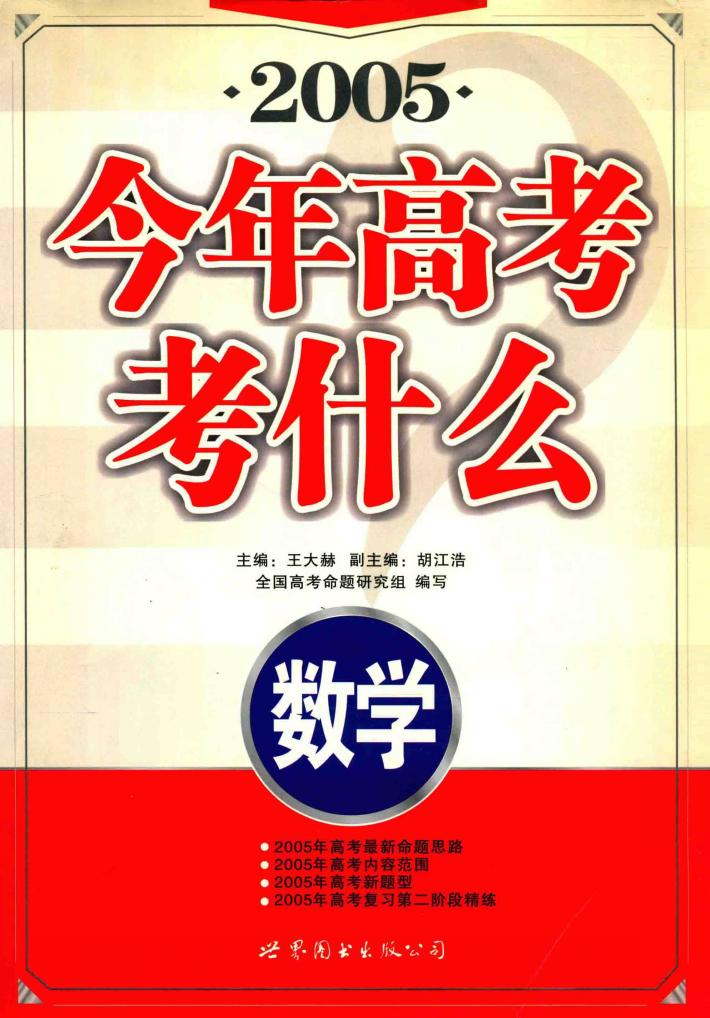 ·2005·
今年高考
考什么
主编：王大赫 副主编：胡江浩
全国高考命题研究组 编写
数学
• 2005年高考最新命题思路
• 2005年高考内容范围
• 2005年高考新题型
• 2005年高考复习第二阶段精练
世界图书出版公司